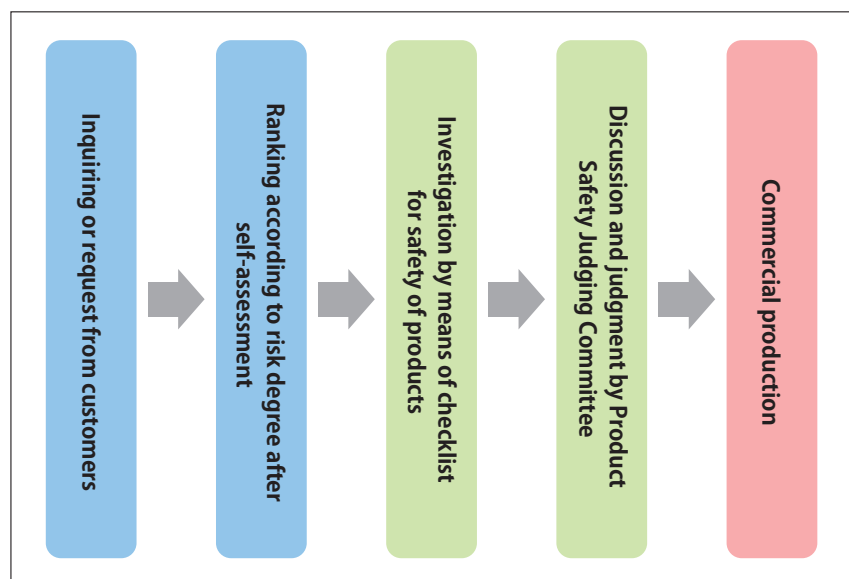 Inquiring or request from customers
Ranking according to risk degree after
self-assessment
Investigation by means of checklist
for safety of products
Discussion and judgment by Product
Safety Judging Committee
Commercial production